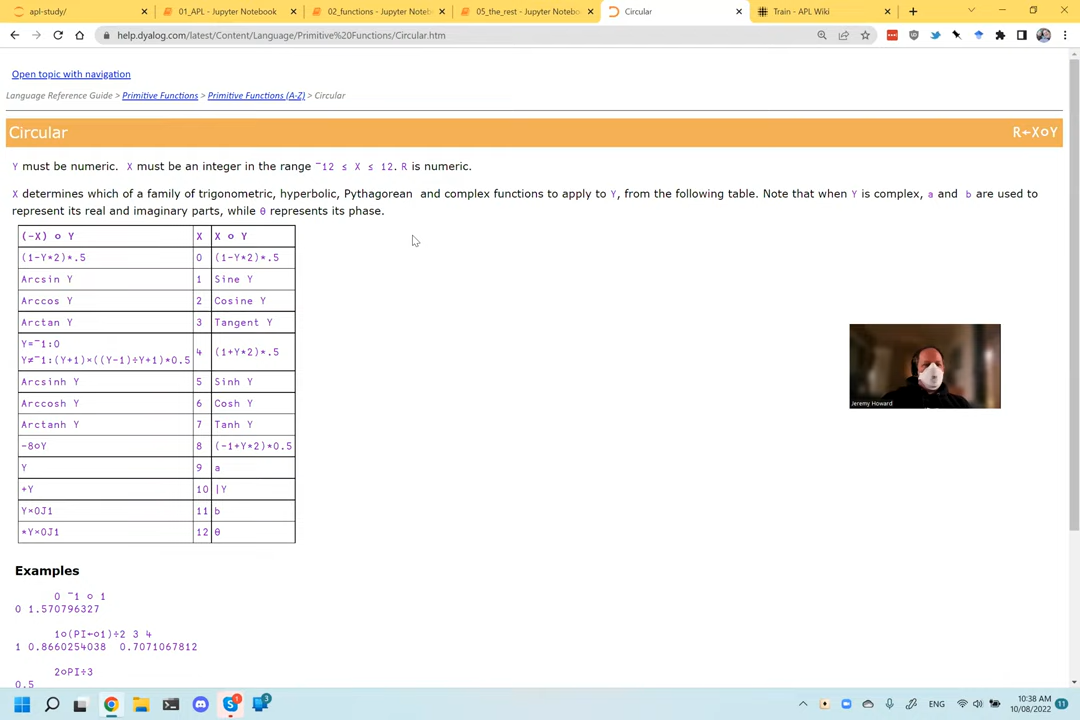 apl-study/
01_APL - Jupyter Notebook
02_functions - Jupyter Notebo
05_the_rest - Jupyter Notebo
Circular
Train - APL Wiki
help.dyalog.com/latest/Content/Language/Primitive%20Functions/Circular.htm
Open topic with navigation
Language Reference Guide > Primitive Functions > Primitive Functions (A-Z) > Circular
Circular R←X○Y
Y must be numeric. X must be an integer in the range ¯12 ≤ X ≤ 12. R is numeric.
X determines which of a family of trigonometric, hyperbolic, Pythagorean and complex functions to apply to Y, from the following table. Note that when Y is complex, a and b are used to
represent its real and imaginary parts, while θ represents its phase.
(-X) ○ Y X X ○ Y
(1-Y*2)*.5 0 (1-Y*2)*.5
Arcsin Y 1 Sine Y
Arccos Y 2 Cosine Y
Arctan Y 3 Tangent Y
Y=¯1:0
Y≠¯1:(Y+1)×((Y-1)÷Y+1)*0.5 4 (1+Y*2)*.5
Arcsinh Y 5 Sinh Y
Arccosh Y 6 Cosh Y
Arctanh Y 7 Tanh Y
-8○Y 8 (-1+Y*2)*0.5
Y 9 a
+Y 10 |Y
Y×0J1 11 b
*Y×0J1 12 θ
Jeremy Howard
Examples
0 ¯1 ○ 1
0 1.570796327
1○(PI←○1)÷2 3 4
1 0.8660254038 0.7071067812
2○PI÷3
0.5
ENG
10:38 AM
10/08/2022